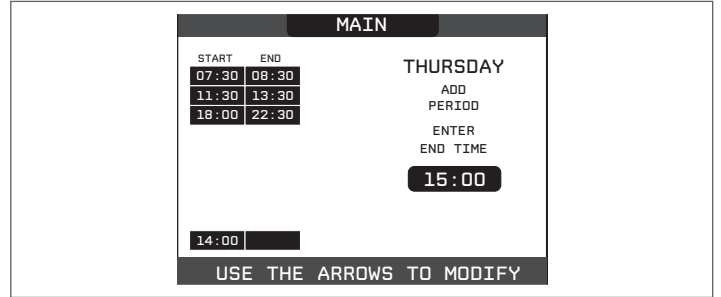 MAIN
START END
07:30 08:30
11:30 13:30
18:00 22:30
14:00
THURSDAY
ADD
PERIOD
ENTER
END TIME
15:00
USE THE ARROWS TO MODIFY